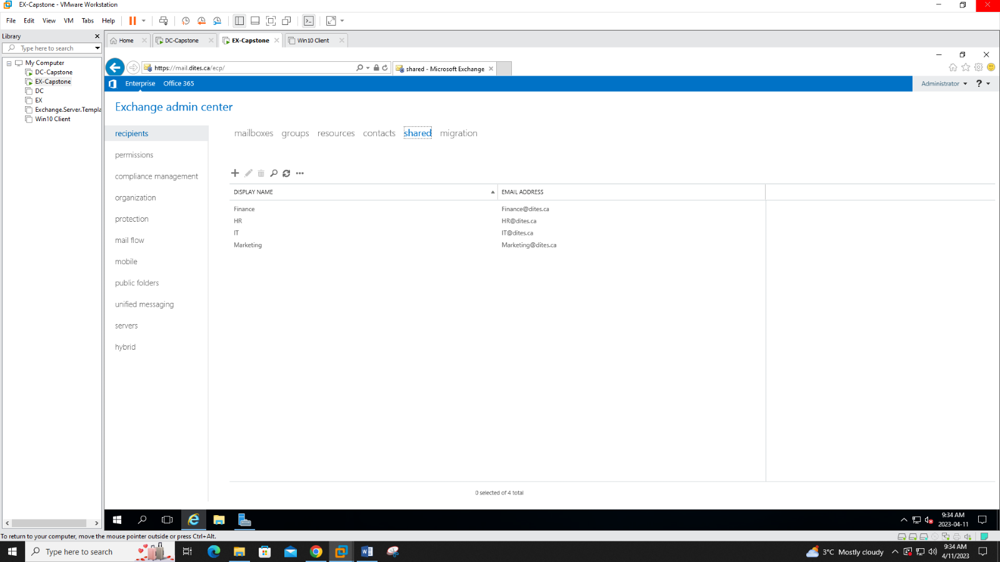 EX-Capstone - VMware Workstation
File Edit View VM Tabs Help
Library
Type here to search
My Computer
DC-Capstone
EX-Capstone
DC
EX
Exchange.Server.Templa
Win10 Client
Home
DC-Capstone
EX-Capstone
Win10 Client
https://mail.dites.ca/ecp/
shared - Microsoft Exchange
Enterprise Office 365
Administrator ?
Exchange admin center
recipients
permissions
compliance management
organization
protection
mail flow
mobile
public folders
unified messaging
servers
hybrid
mailboxes groups resources contacts shared migration
DISPLAY NAME EMAIL ADDRESS
Finance Finance@dites.ca
HR HR@dites.ca
IT IT@dites.ca
Marketing Marketing@dites.ca
0 selected of 4 total
9:34 AM
2023-04-11
To return to your computer, move the mouse pointer outside or press Ctrl+Alt.
Type here to search
3°C Mostly cloudy
9:34 AM
4/11/2023